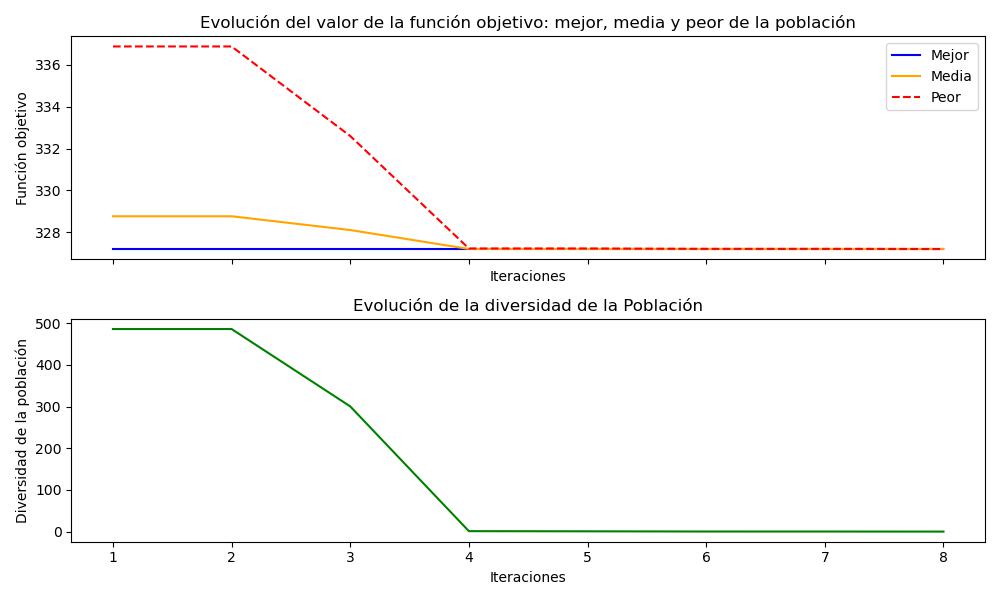 Evolución del valor de la función objetivo: mejor, media y peor de la población
Función objetivo
336
334
332
330
328
Mejor
Media
Peor
Iteraciones
Evolución de la diversidad de la Población
Diversidad de la población
500
400
300
200
100
0
1 2 3 4 5 6 7 8
Iteraciones